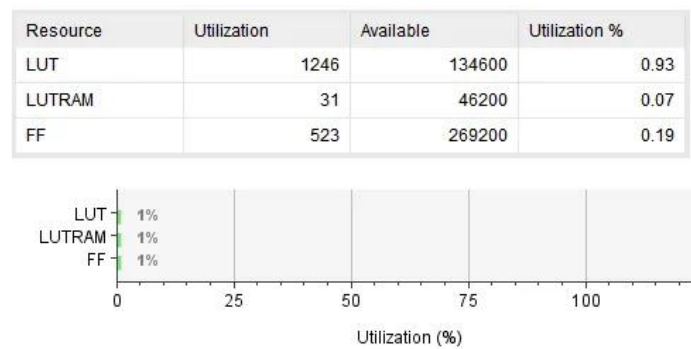 Resource Utilization Available Utilization %
LUT 1246 134600 0.93
LUTRAM 31 46200 0.07
FF 523 269200 0.19
LUT 1%
LUTRAM 1%
FF 1%
0 25 50 75 100
Utilization (%)